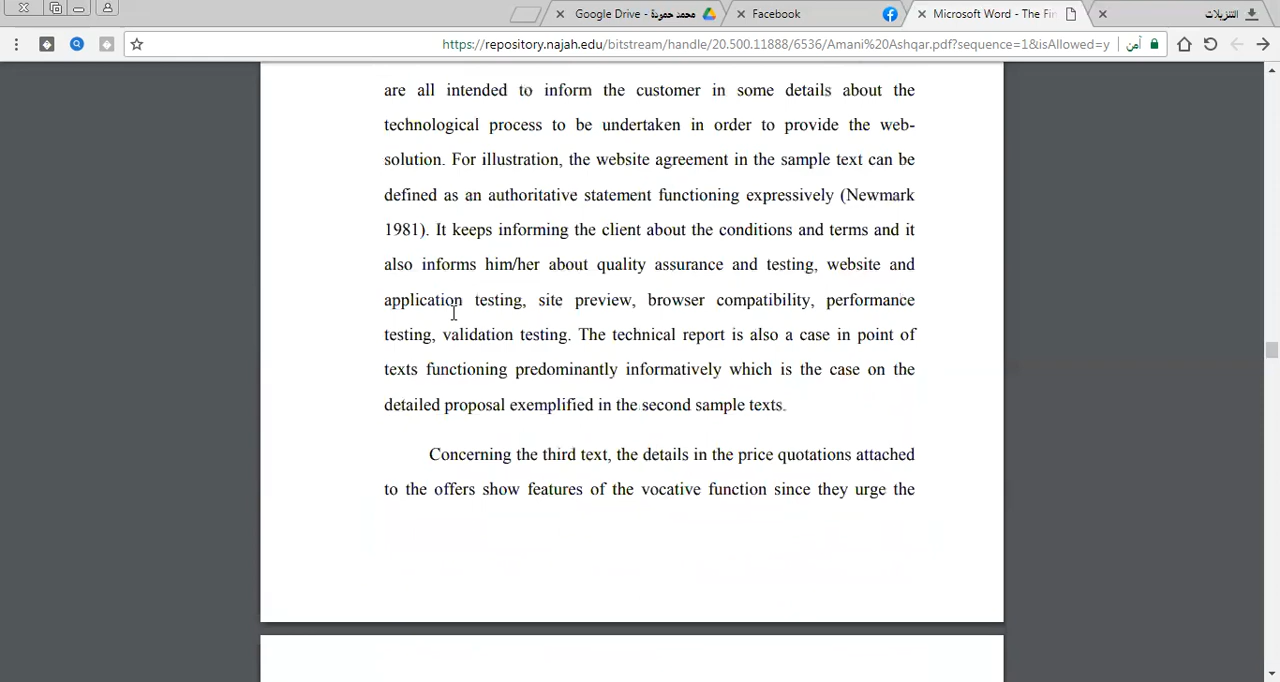 Google Drive - محمد حمودة
Facebook
Microsoft Word - The Fir
التنزيلات
https://repository.najah.edu/bitstream/handle/20.500.11888/6536/Amani%20Ashqar.pdf?sequence=1&isAllowed=y
آمن
are all intended to inform the customer in some details about the
technological process to be undertaken in order to provide the web-
solution. For illustration, the website agreement in the sample text can be
defined as an authoritative statement functioning expressively (Newmark
1981). It keeps informing the client about the conditions and terms and it
also informs him/her about quality assurance and testing, website and
application testing, site preview, browser compatibility, performance
testing, validation testing. The technical report is also a case in point of
texts functioning predominantly informatively which is the case on the
detailed proposal exemplified in the second sample texts.
Concerning the third text, the details in the price quotations attached
to the offers show features of the vocative function since they urge the